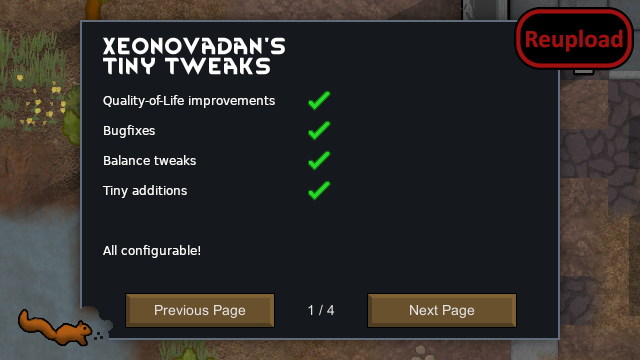 XEONOVADAN'S
TINY TWEAKS
Reupload
Quality-of-Life improvements
Bugfixes
Balance tweaks
Tiny additions
All configurable!
Previous Page
1 / 4
Next Page